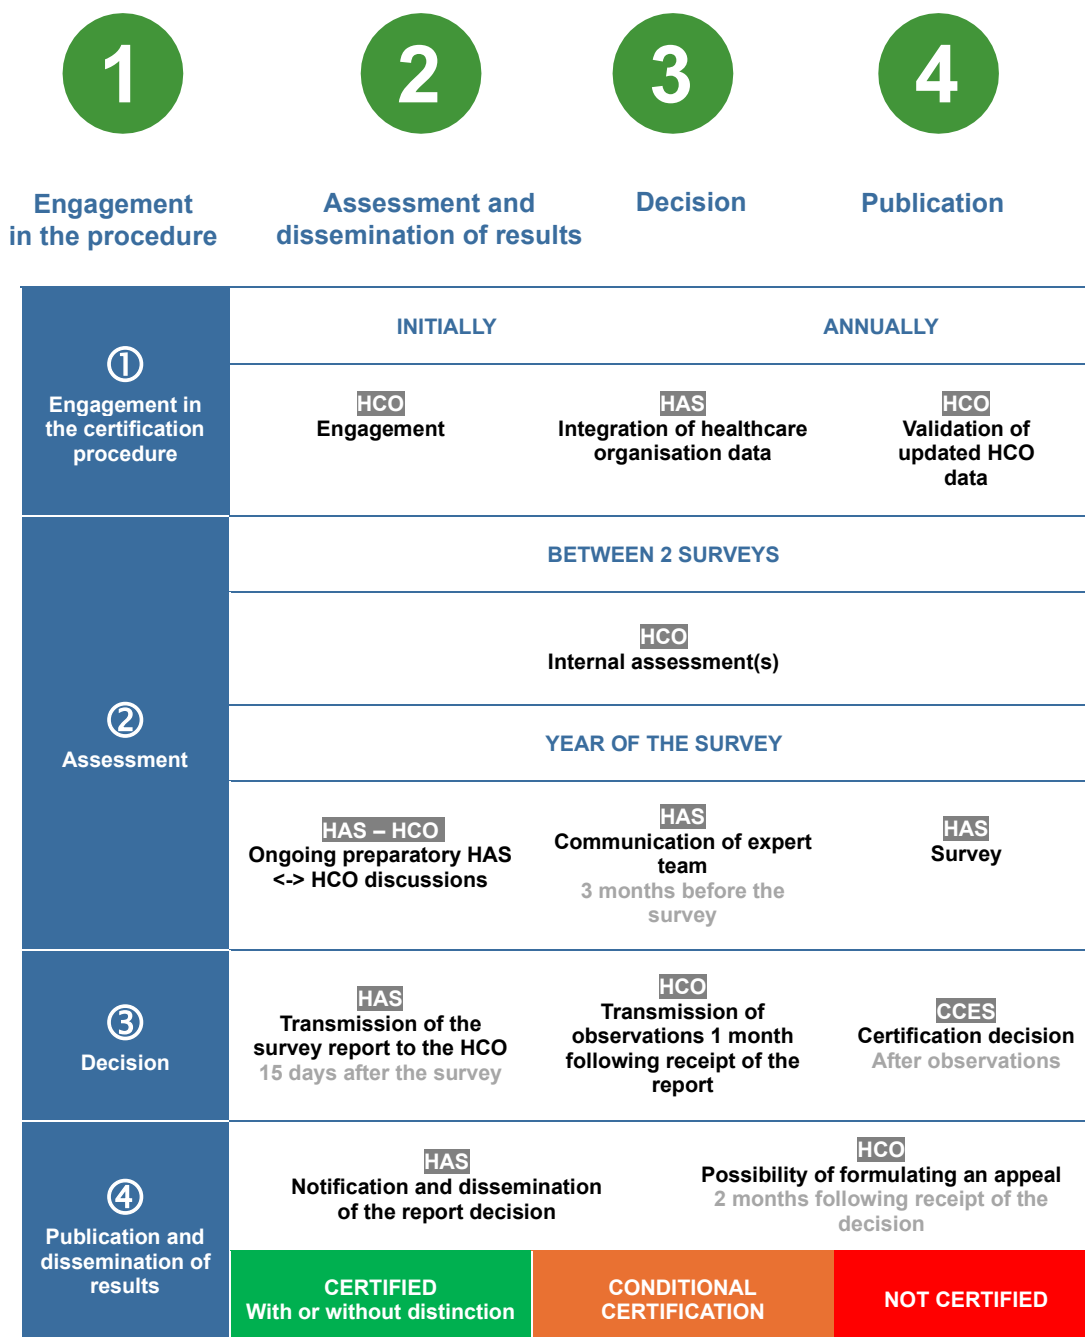 1
2
3
4
Engagement
in the procedure
Assessment and
dissemination of results
Decision
Publication
①
Engagement in
the certification
procedure
INITIALLY
ANNUALLY
HCO
Engagement
HAS
Integration of healthcare
organisation data
HCO
Validation of
updated HCO
data
②
Assessment
BETWEEN 2 SURVEYS
HCO
Internal assessment(s)
YEAR OF THE SURVEY
HAS – HCO
Ongoing preparatory HAS
<-> HCO discussions
HAS
Communication of expert
team
3 months before the
survey
HAS
Survey
③
Decision
HAS
Transmission of the
survey report to the HCO
15 days after the survey
HCO
Transmission of
observations 1 month
following receipt of the
report
CCES
Certification decision
After observations
④
Publication and
dissemination of
results
HAS
Notification and dissemination
of the report decision
HCO
Possibility of formulating an appeal
2 months following receipt of the
decision
CERTIFIED
With or without distinction
CONDITIONAL
CERTIFICATION
NOT CERTIFIED